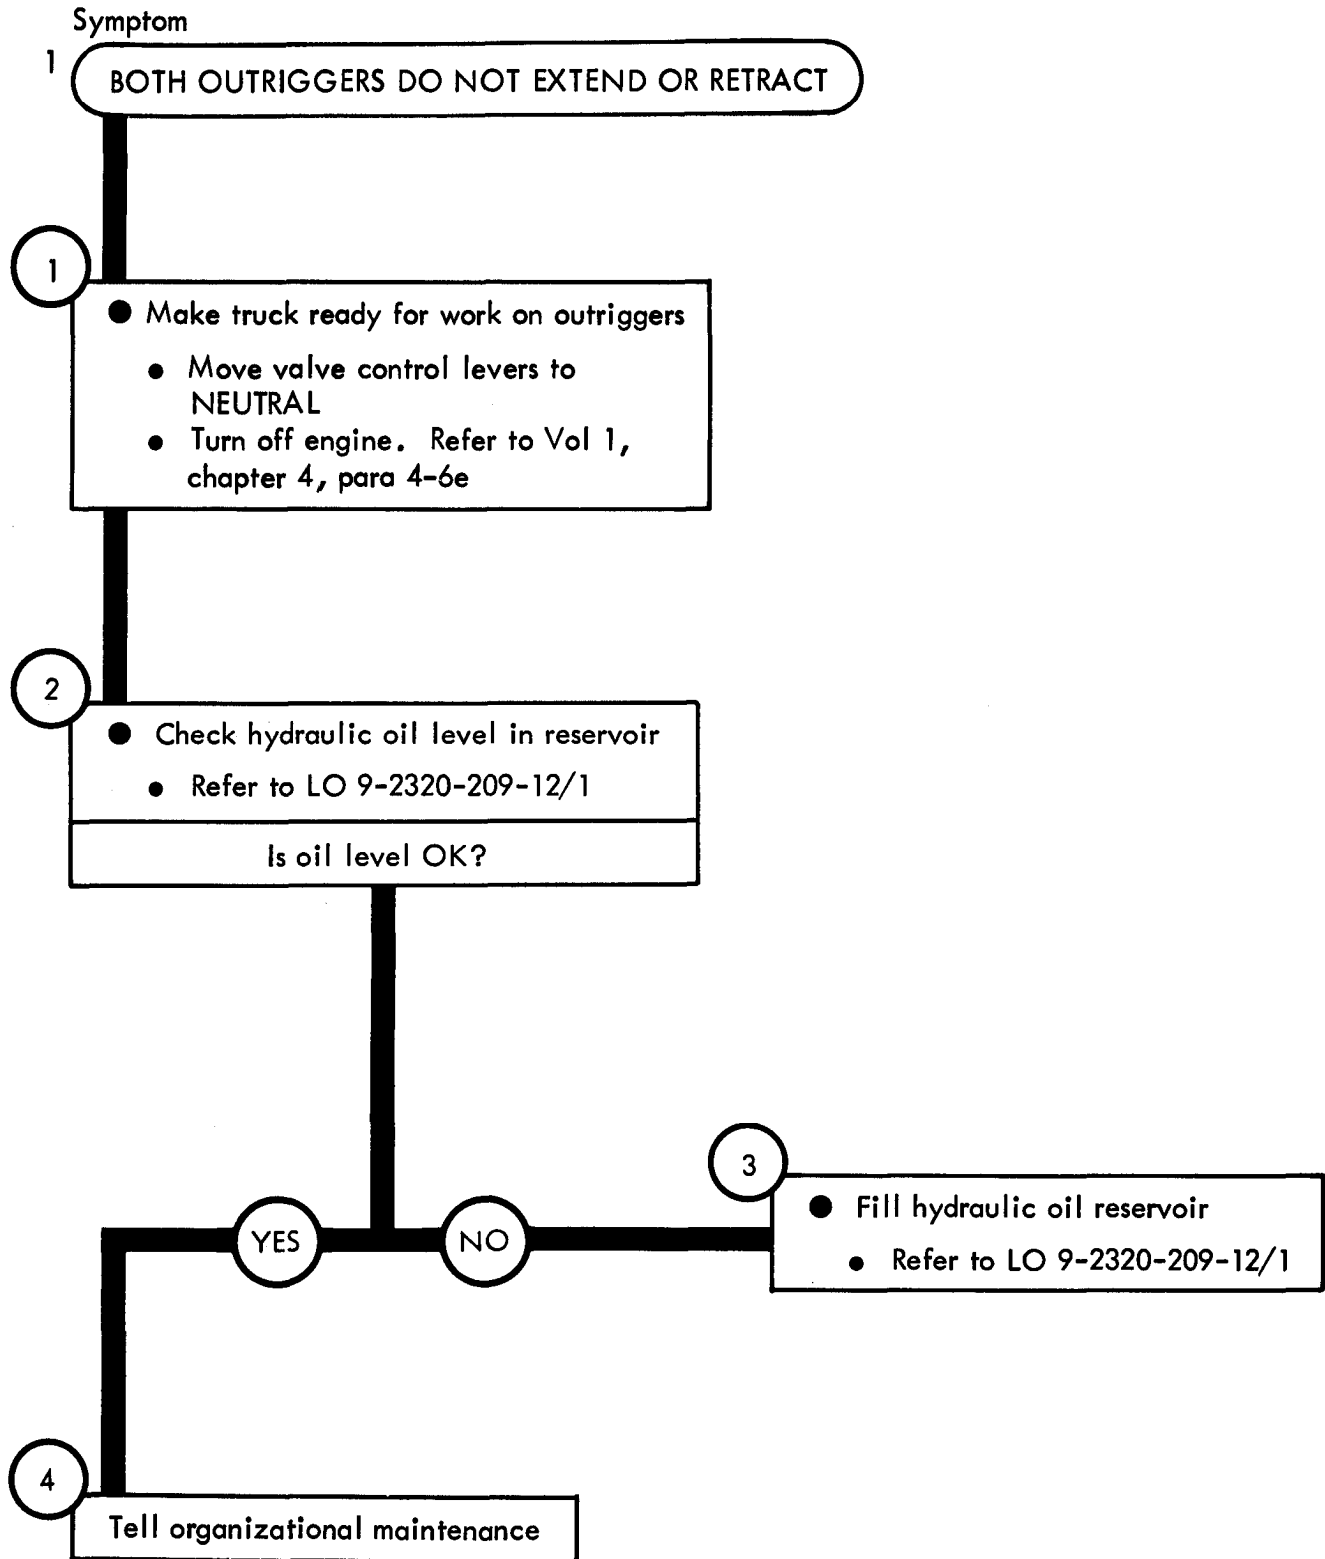 Symptom
1
BOTH OUTRIGGERS DO NOT EXTEND OR RETRACT
1
● Make truck ready for work on outriggers
● Move valve control levers to
NEUTRAL
● Turn off engine. Refer to Vol 1,
chapter 4, para 4-6e
2
● Check hydraulic oil level in reservoir
● Refer to LO 9-2320-209-12/1
Is oil level OK?
YES
NO
3
● Fill hydraulic oil reservoir
● Refer to LO 9-2320-209-12/1
4
Tell organizational maintenance